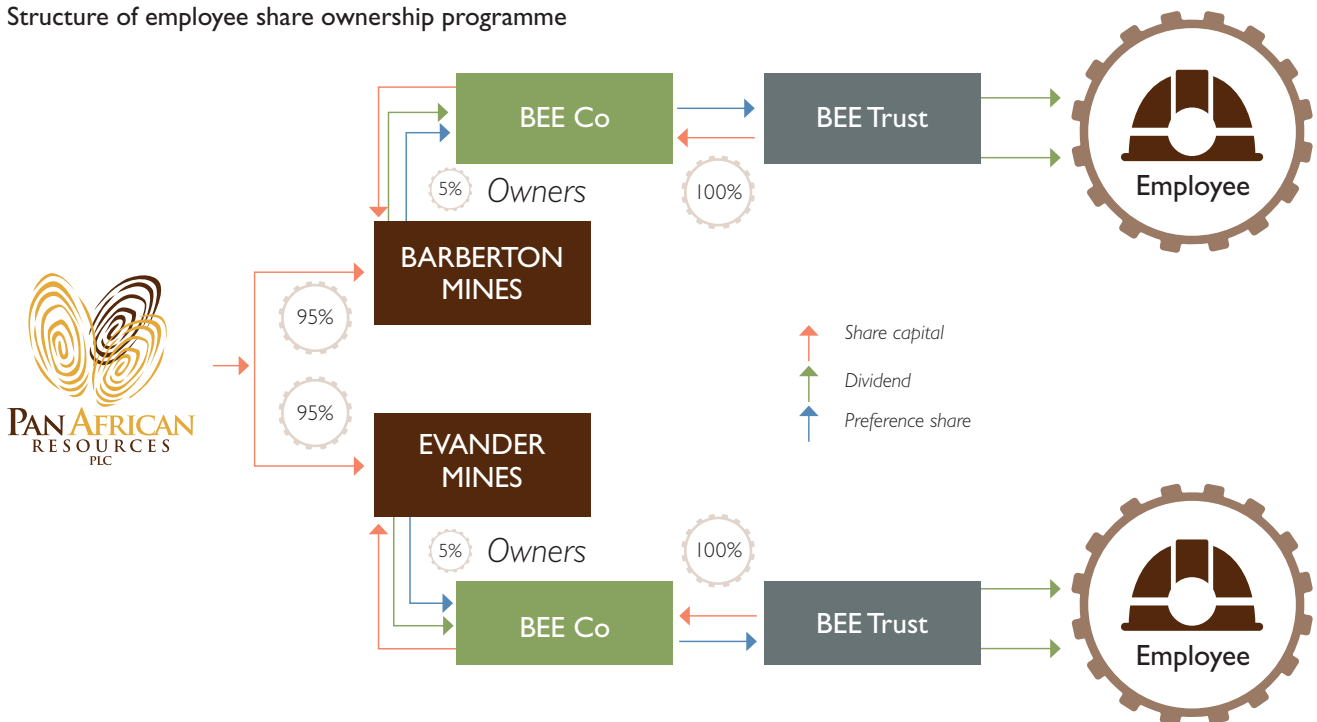 Structure of employee share ownership programme
BEE Co
BEE Trust
Employee
5%
Owners
100%
BARBERTON
MINES
95%
PAN AFRICAN
RESOURCES
PLC
Share capital
Dividend
Preference share
95%
EVANDER
MINES
5%
Owners
100%
BEE Co
BEE Trust
Employee